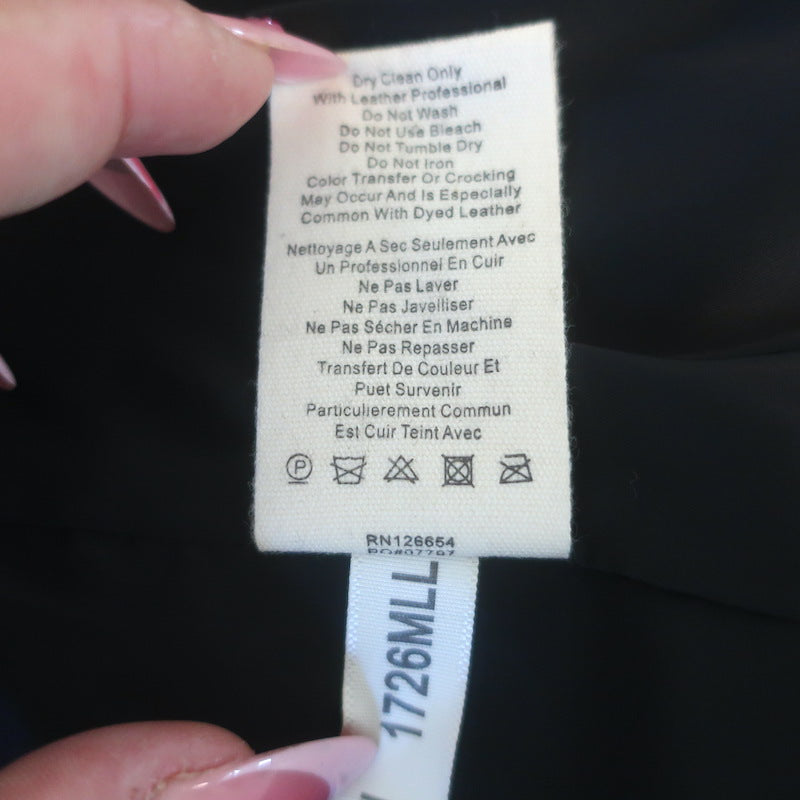 Dry Clean Only
With Leather Professional
Do Not Wash
Do Not Use Bleach
Do Not Tumble Dry
Do Not Iron
Color Transfer Or Crocking
May Occur And Is Especially
Common With Dyed Leather
Nettoyage A Sec Seulement Avec
Un Professionnel En Cuir
Ne Pas Laver
Ne Pas Javelliser
Ne Pas Sécher En Machine
Ne Pas Repasser
Transfert De Couleur Et
Puet Survenir
Particulierement Commun
Est Cuir Teint Avec
P
RN126654
1726MLL